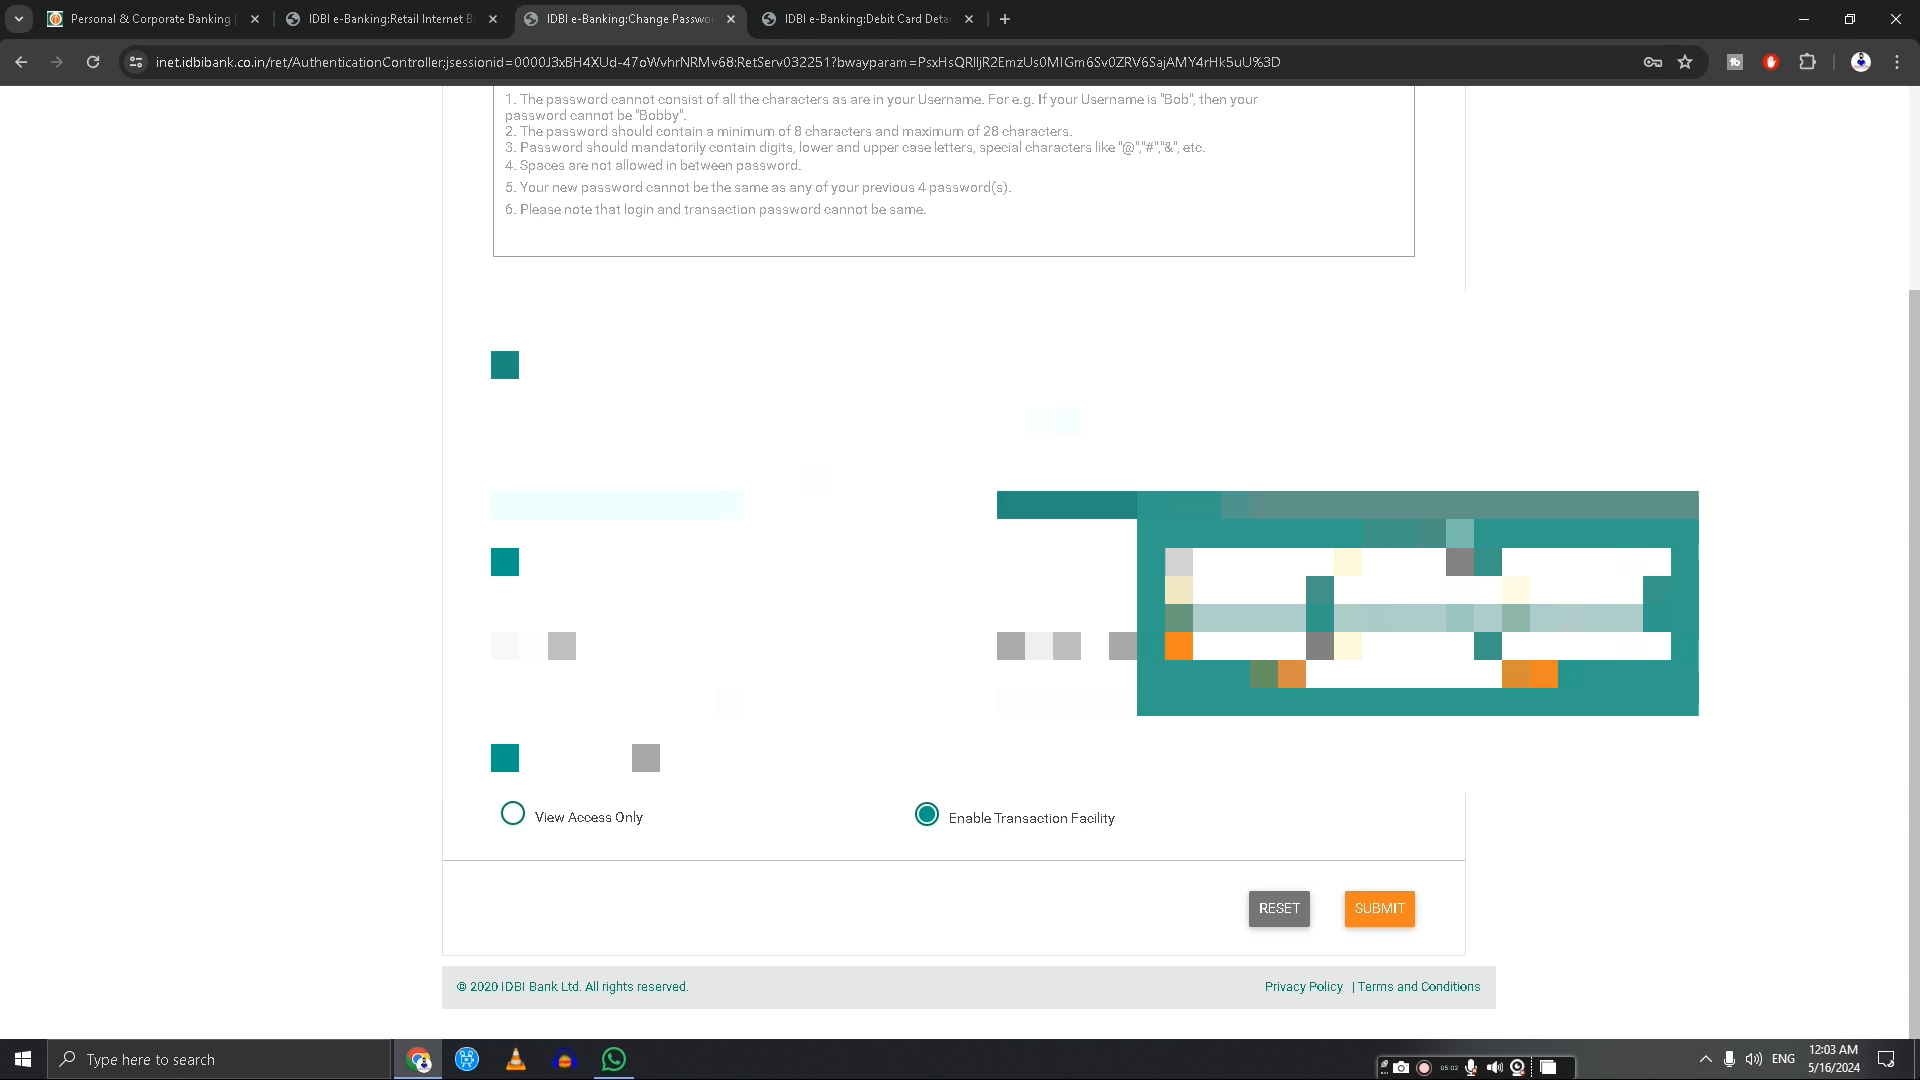 Personal & Corporate Banking
IDBI e-Banking:Retail Internet B
IDBI e-Banking:Change Passwo
IDBI e-Banking:Debit Card Deta
inet.idbibank.co.in/ret/AuthenticationController;jsessionid=0000J3xBH4XUd-47oWvhrNRMv68:RetServ032251?bwayparam=PsxHsQRlljR2EmzUs0MIGm6Sv0ZRV6SajAMY4rHk5uU%3D
1. The password cannot consist of all the characters as are in your Username. For e.g. If your Username is "Bob", then your
password cannot be "Bobby".
2. The password should contain a minimum of 8 characters and maximum of 28 characters.
3. Password should mandatorily contain digits, lower and upper case letters, special characters like "@","#","&", etc.
4. Spaces are not allowed in between password.
5. Your new password cannot be the same as any of your previous 4 password(s).
6. Please note that login and transaction password cannot be same.
View Access Only
Enable Transaction Facility
RESET
SUBMIT
© 2020 IDBI Bank Ltd. All rights reserved.
Privacy Policy | Terms and Conditions
Type here to search
05:02
ENG
12:03 AM
5/16/2024